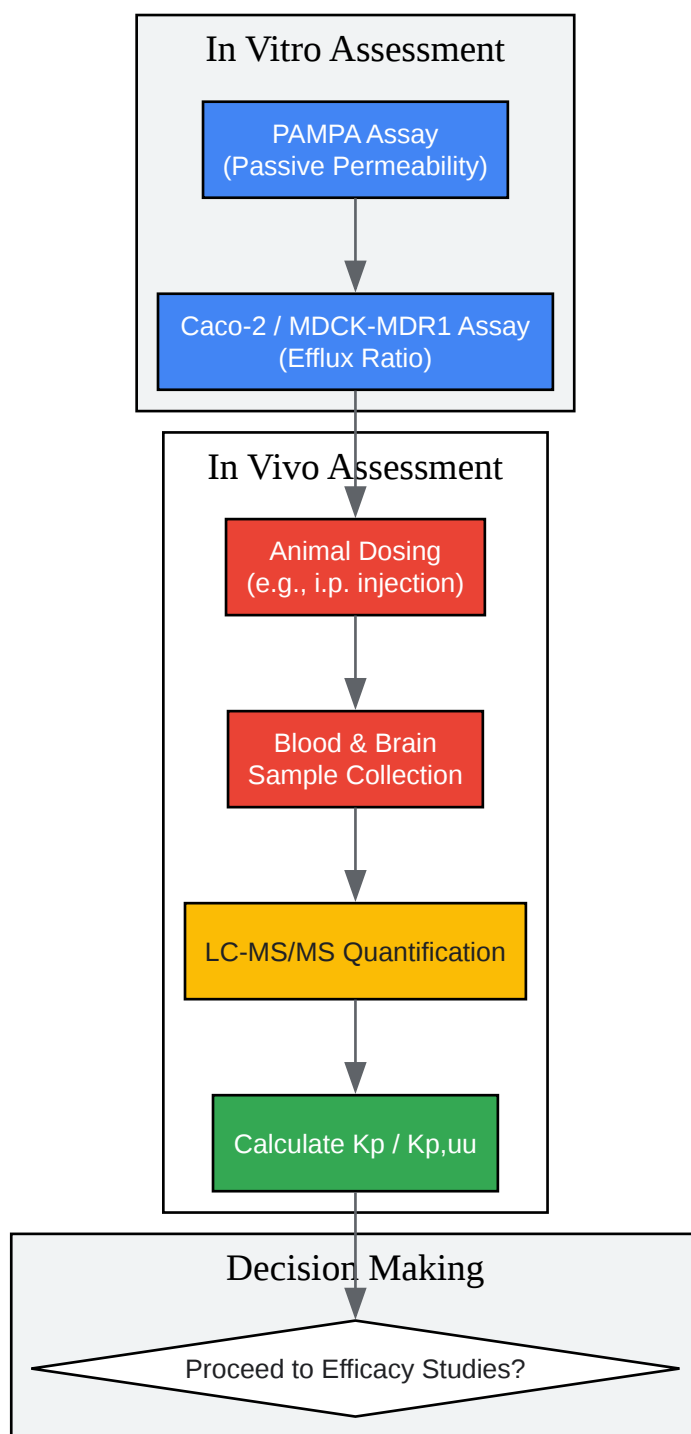 In Vitro Assessment
PAMPA Assay
(Passive Permeability)
Caco-2 / MDCK-MDR1 Assay
(Efflux Ratio)
In Vivo Assessment
Animal Dosing
(e.g., i.p. injection)
Blood & Brain
Sample Collection
LC-MS/MS Quantification
Calculate Kp / Kp,uu
Decision Making
Proceed to Efficacy Studies?